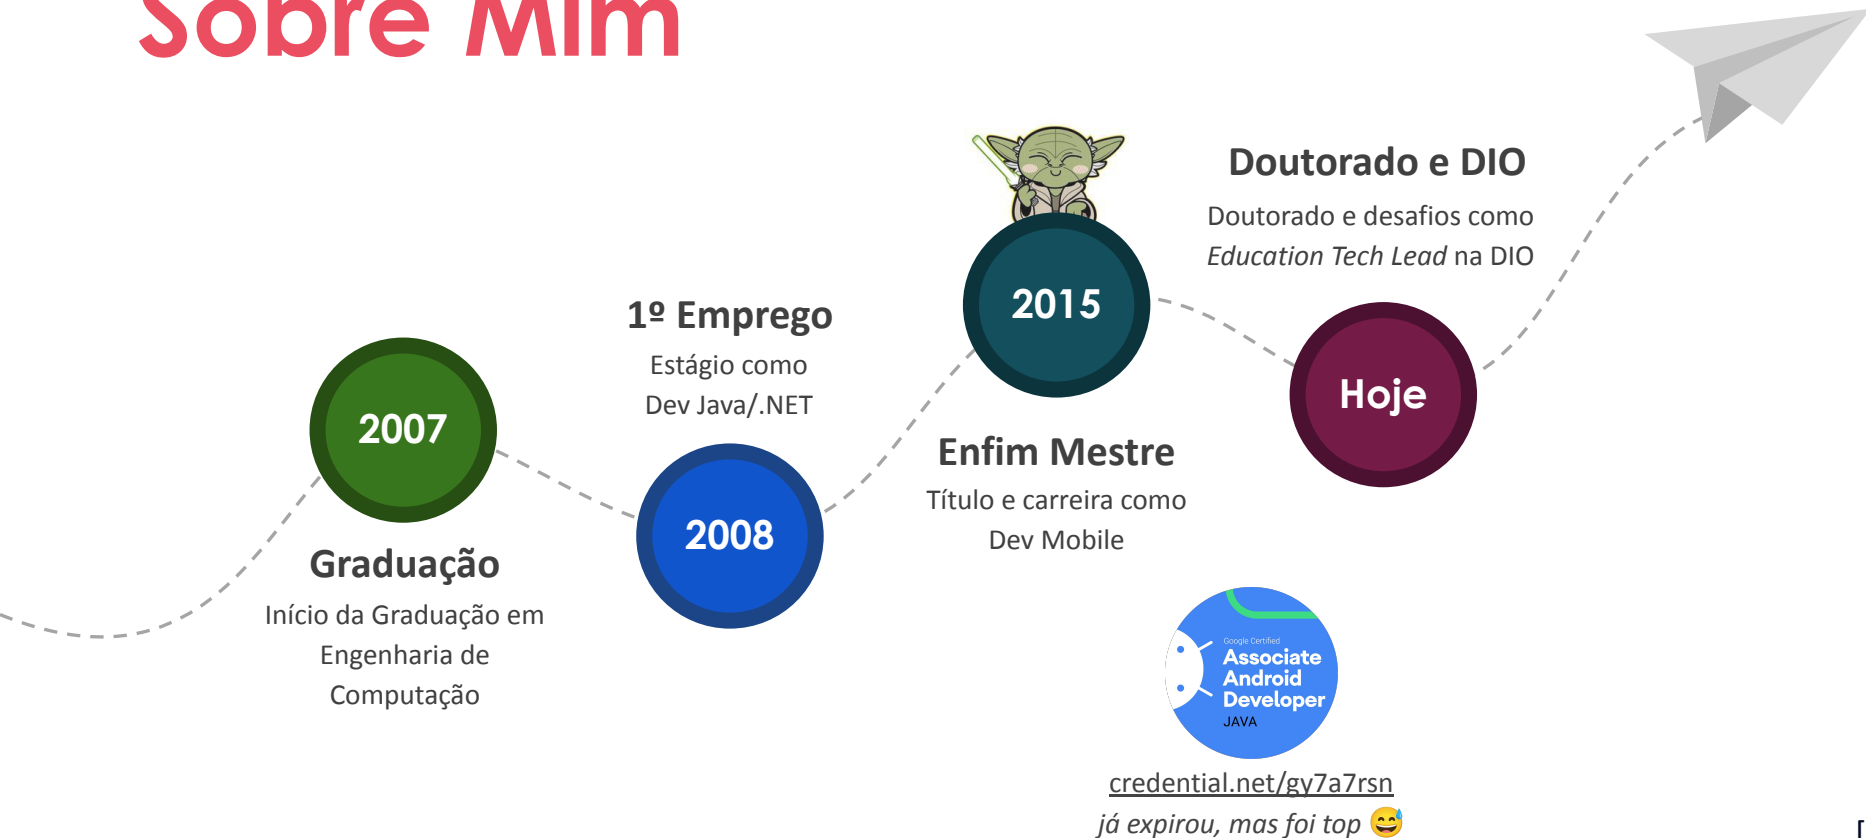 Sobre Mim
2007
Graduação
Início da Graduação em
Engenharia de
Computação
1º Emprego
Estágio como
Dev Java/.NET
2008
2015
Enfim Mestre
Título e carreira como
Dev Mobile
Doutorado e DIO
Doutorado e desafios como
Education Tech Lead na DIO
Hoje
Google Certified
Associate
Android
Developer
JAVA
credential.net/gy7a7rsn
já expirou, mas foi top 😅
[